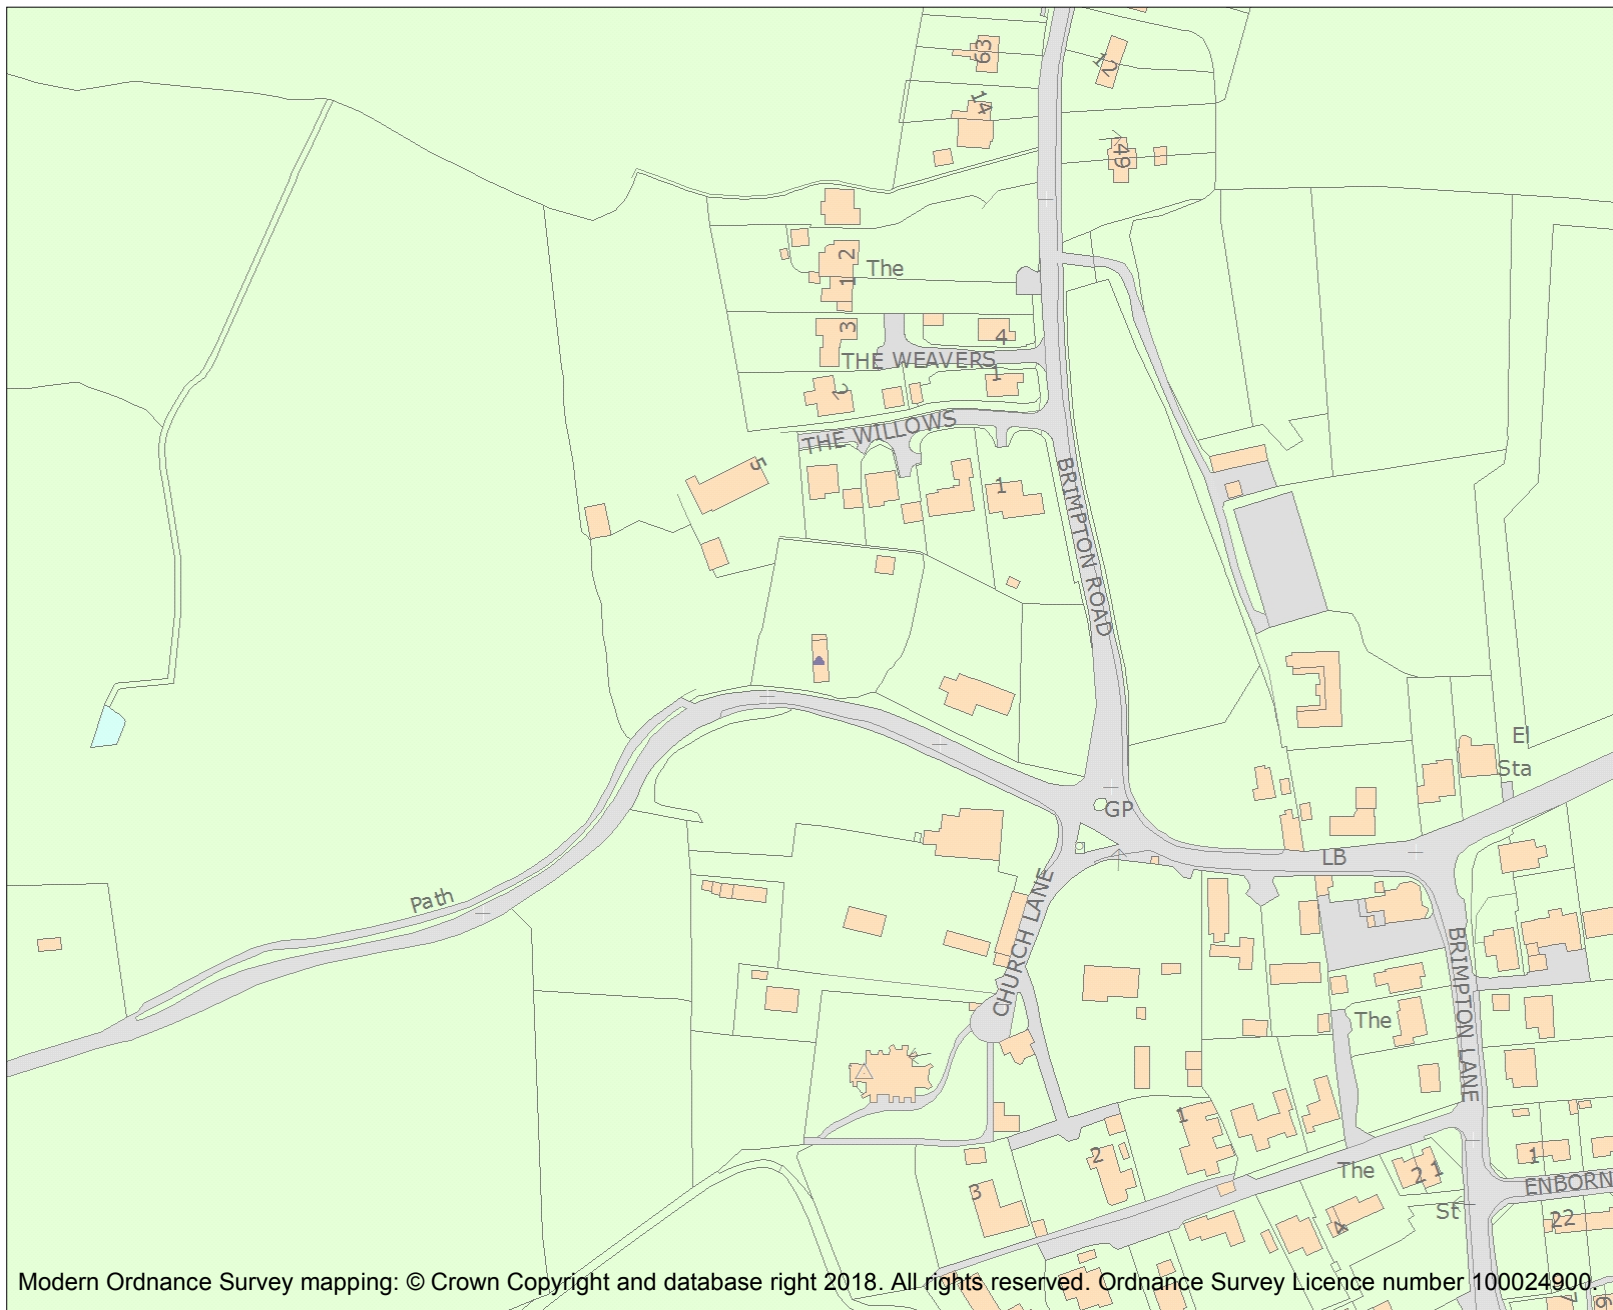 63
12
14
49
2
The
1
3
4
THE WEAVERS
1
2
THE WILLOWS
5
1
BRIMPTON ROAD
El
Sta
GP
LB
CHURCH LANE
Path
BRIMPTON LANE
The
1
2
3
The
2 1
1
ENBORN
St
22
4
Modern Ordnance Survey mapping: © Crown Copyright and database right 2018. All rights reserved. Ordnance Survey Licence number 100024900.